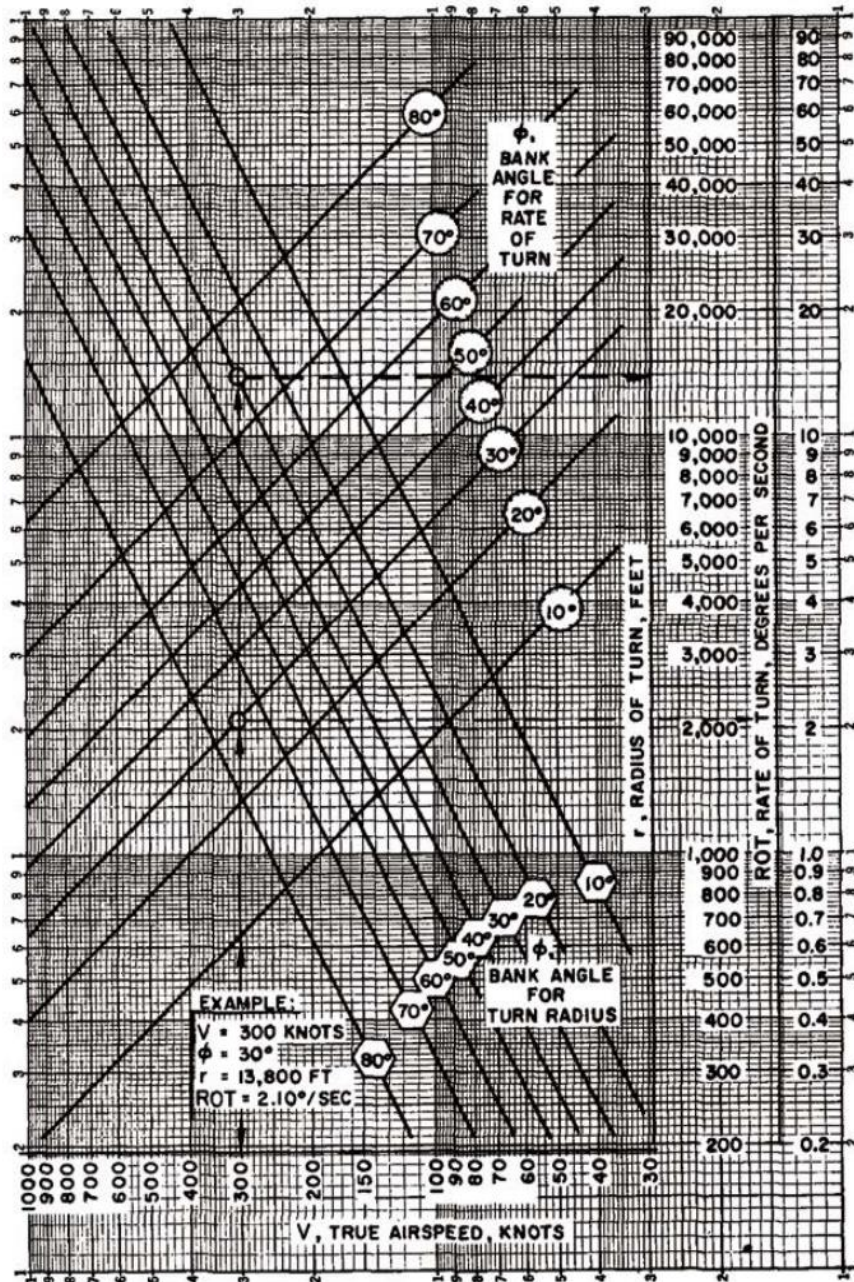 90,000 90
80,000 80
70,000 70
60,000 60
50,000 50
40,000 40
30,000 30
20,000 20
10,000 10
9,000 9
8,000 8
7,000 7
6,000 6
5,000 5
4,000 4
3,000 3
2,000 2
1,000 1.0
900 0.9
800 0.8
700 0.7
600 0.6
500 0.5
400 0.4
300 0.3
200 0.2
80°
70°
60°
50°
40°
30°
20°
10°
ϕ,
BANK
ANGLE
FOR
RATE
OF
TURN
r, RADIUS OF TURN, FEET
ROT, RATE OF TURN, DEGREES PER SECOND
10°
20°
30°
40°
50°
60°
70°
80°
ϕ,
BANK ANGLE
FOR
TURN RADIUS
EXAMPLE:
V = 300 KNOTS
ϕ = 30°
r = 13,800 FT
ROT = 2.10°/SEC
1000 900 800 600 500 400 300 200 150 100 90 80 70 60 50 40 30
V, TRUE AIRSPEED, KNOTS